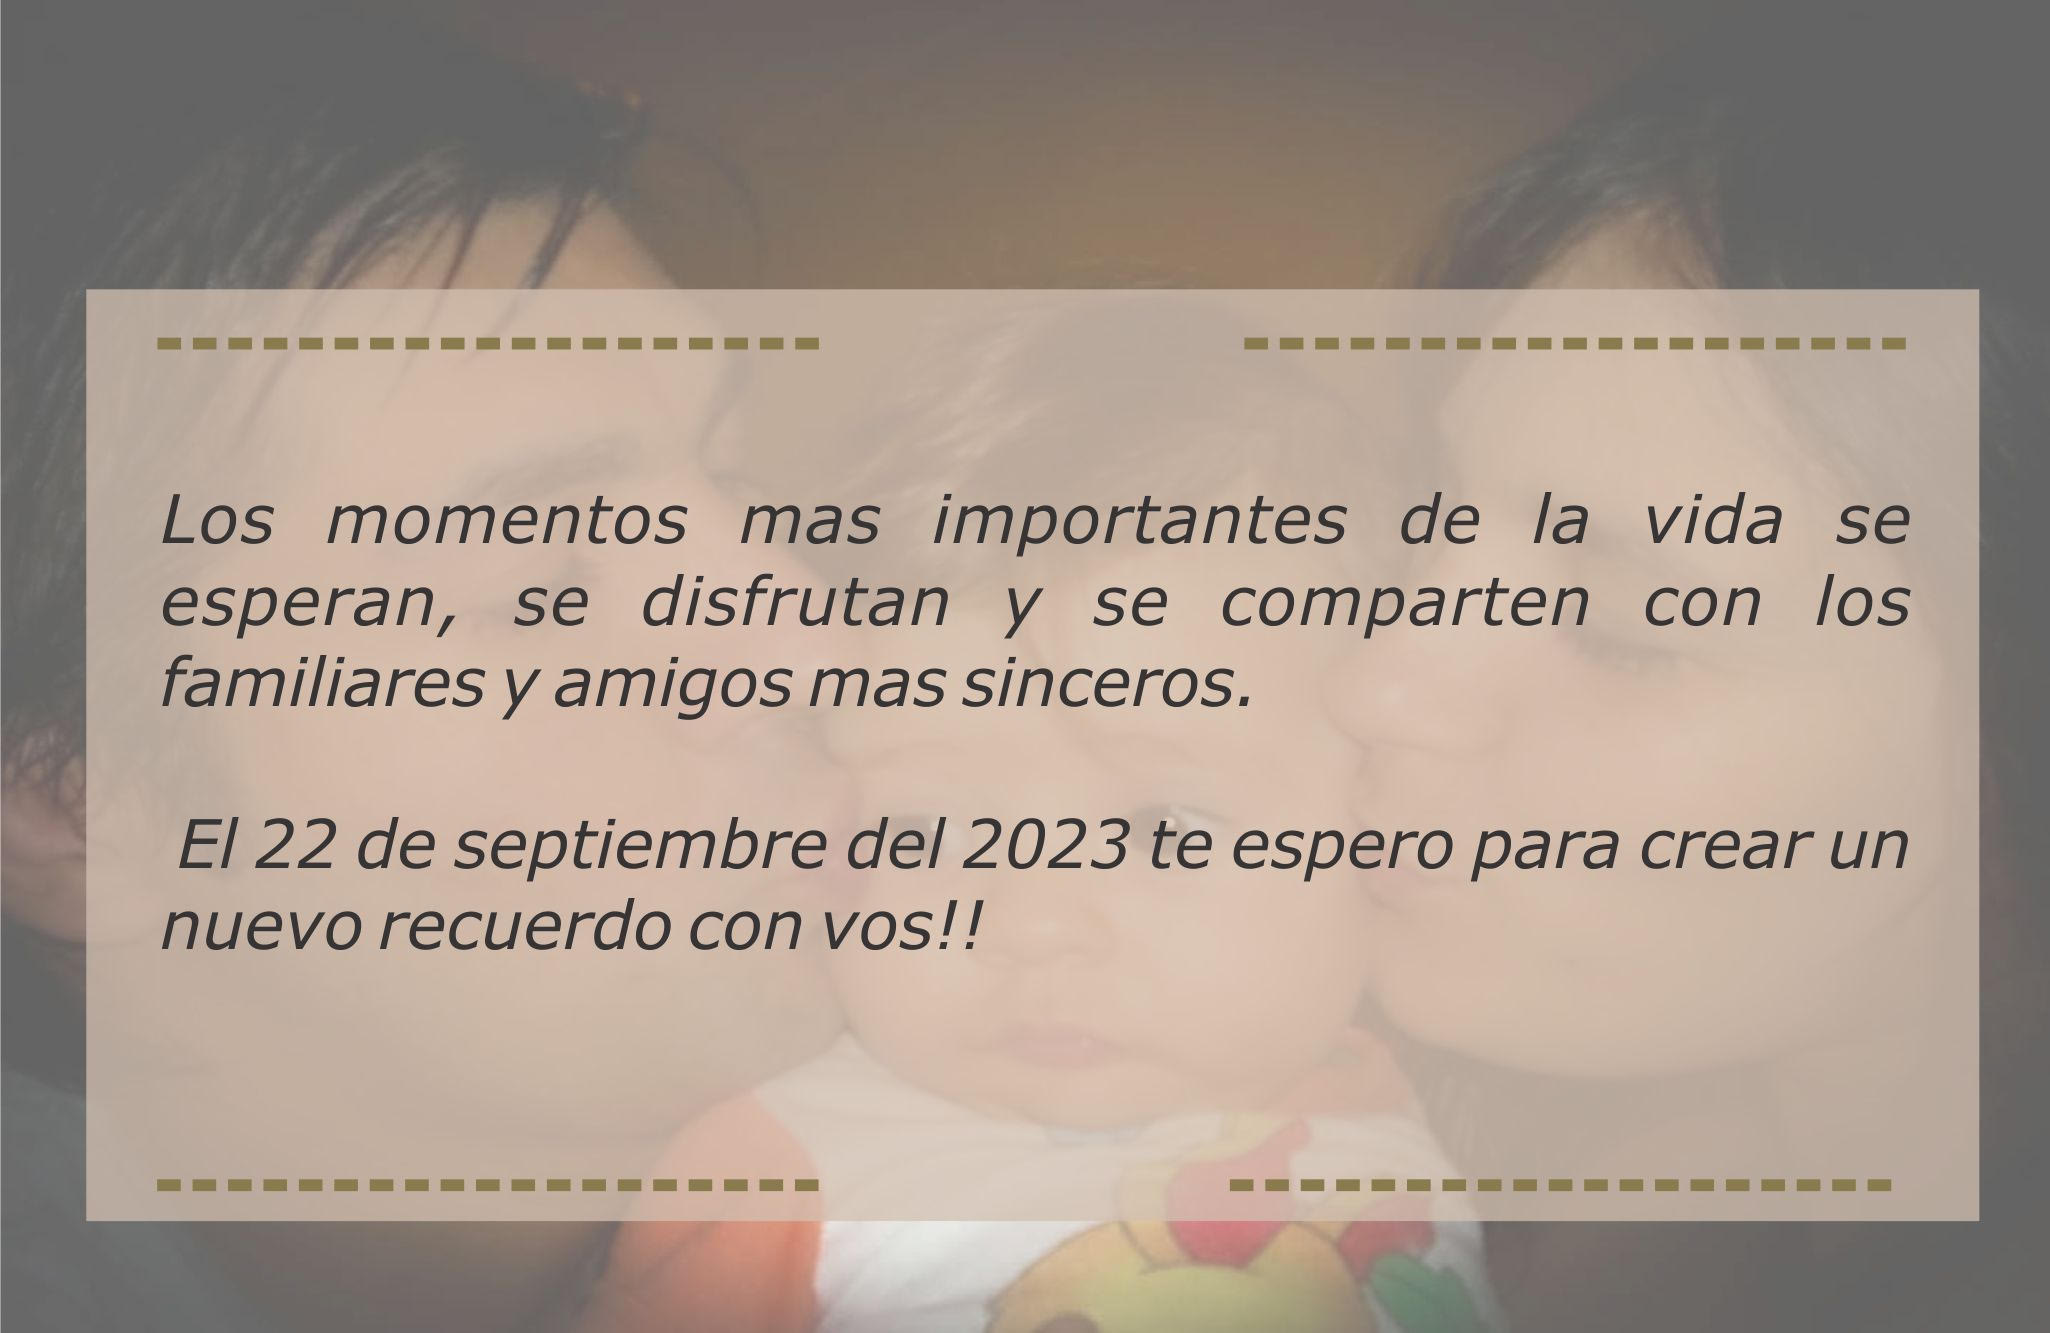 Los momentos mas importantes de la vida se
esperan, se disfrutan y se comparten con los
familiares y amigos mas sinceros.
El 22 de septiembre del 2023 te espero para crear un
nuevo recuerdo con vos!!